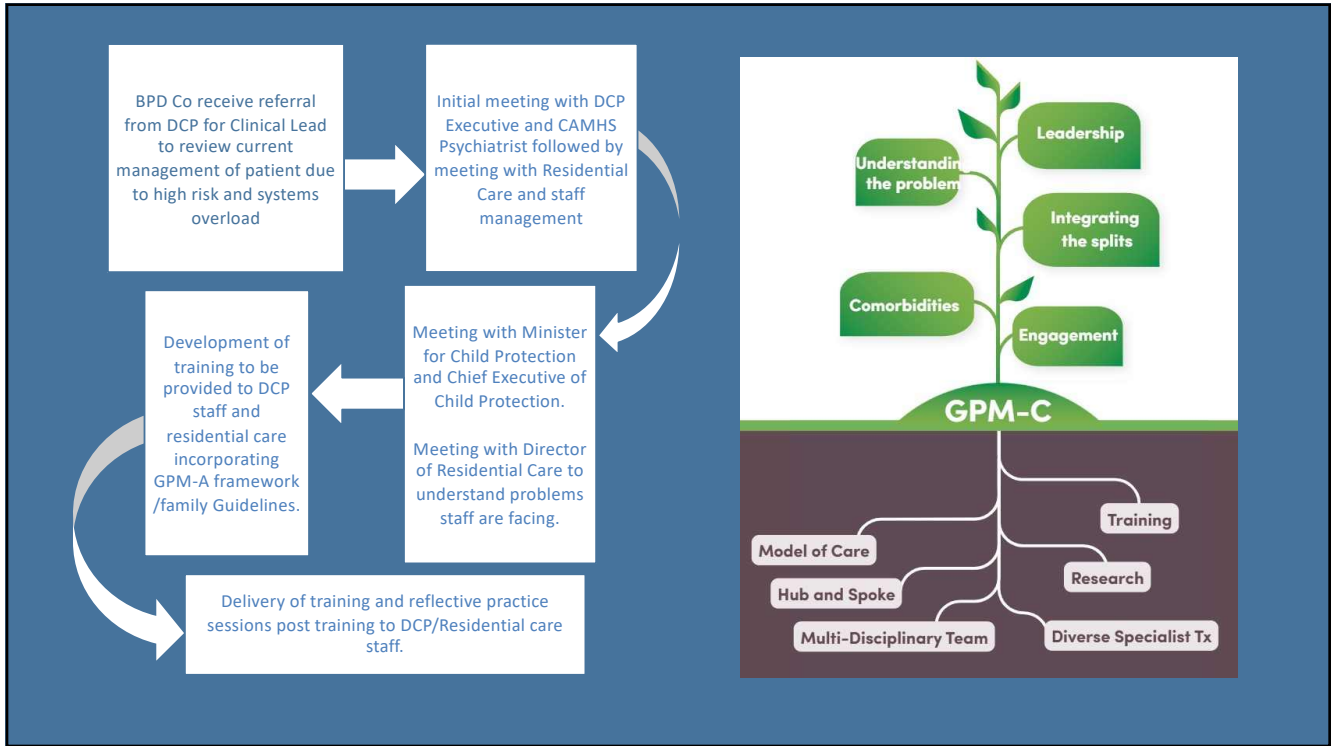 BPD Co receive referral
from DCP for Clinical Lead
to review current
management of patient due
to high risk and systems
overload
Initial meeting with DCP
Executive and CAMHS
Psychiatrist followed by
meeting with Residential
Care and staff
management
Meeting with Minister
for Child Protection
and Chief Executive of
Child Protection.
Meeting with Director
of Residential Care to
understand problems
staff are facing.
Development of
training to be
provided to DCP
staff and
residential care
incorporating
GPM-A framework
/family Guidelines.
Delivery of training and reflective practice
sessions post training to DCP/Residential care
staff.
Leadership
Understanding
the problem
Integrating
the splits
Comorbidities
Engagement
GPM-C
Training
Model of Care
Research
Hub and Spoke
Multi-Disciplinary Team
Diverse Specialist Tx